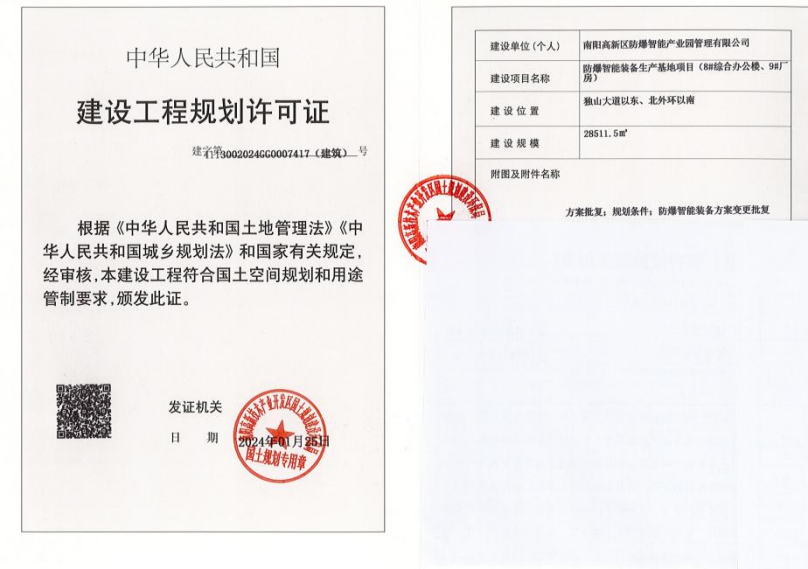 中华人民共和国
建设工程规划许可证
建字第4113002024GG0007417（建筑）号
根据《中华人民共和国土地管理法》《中
华人民共和国城乡规划法》和国家有关规定，
经审核，本建设工程符合国土空间规划和用途
管制要求，颁发此证。
发证机关
日 期 2024年01月25日
国土规划专用章
建设单位(个人) 南阳高新区防爆智能产业园管理有限公司
建设项目名称 防爆智能装备生产基地项目（8#综合办公楼、9#厂
房）
建设位置 独山大道以东、北外环以南
建设规模 28511.5㎡
附图及附件名称
方案批复；规划条件；防爆智能装备方案变更批复